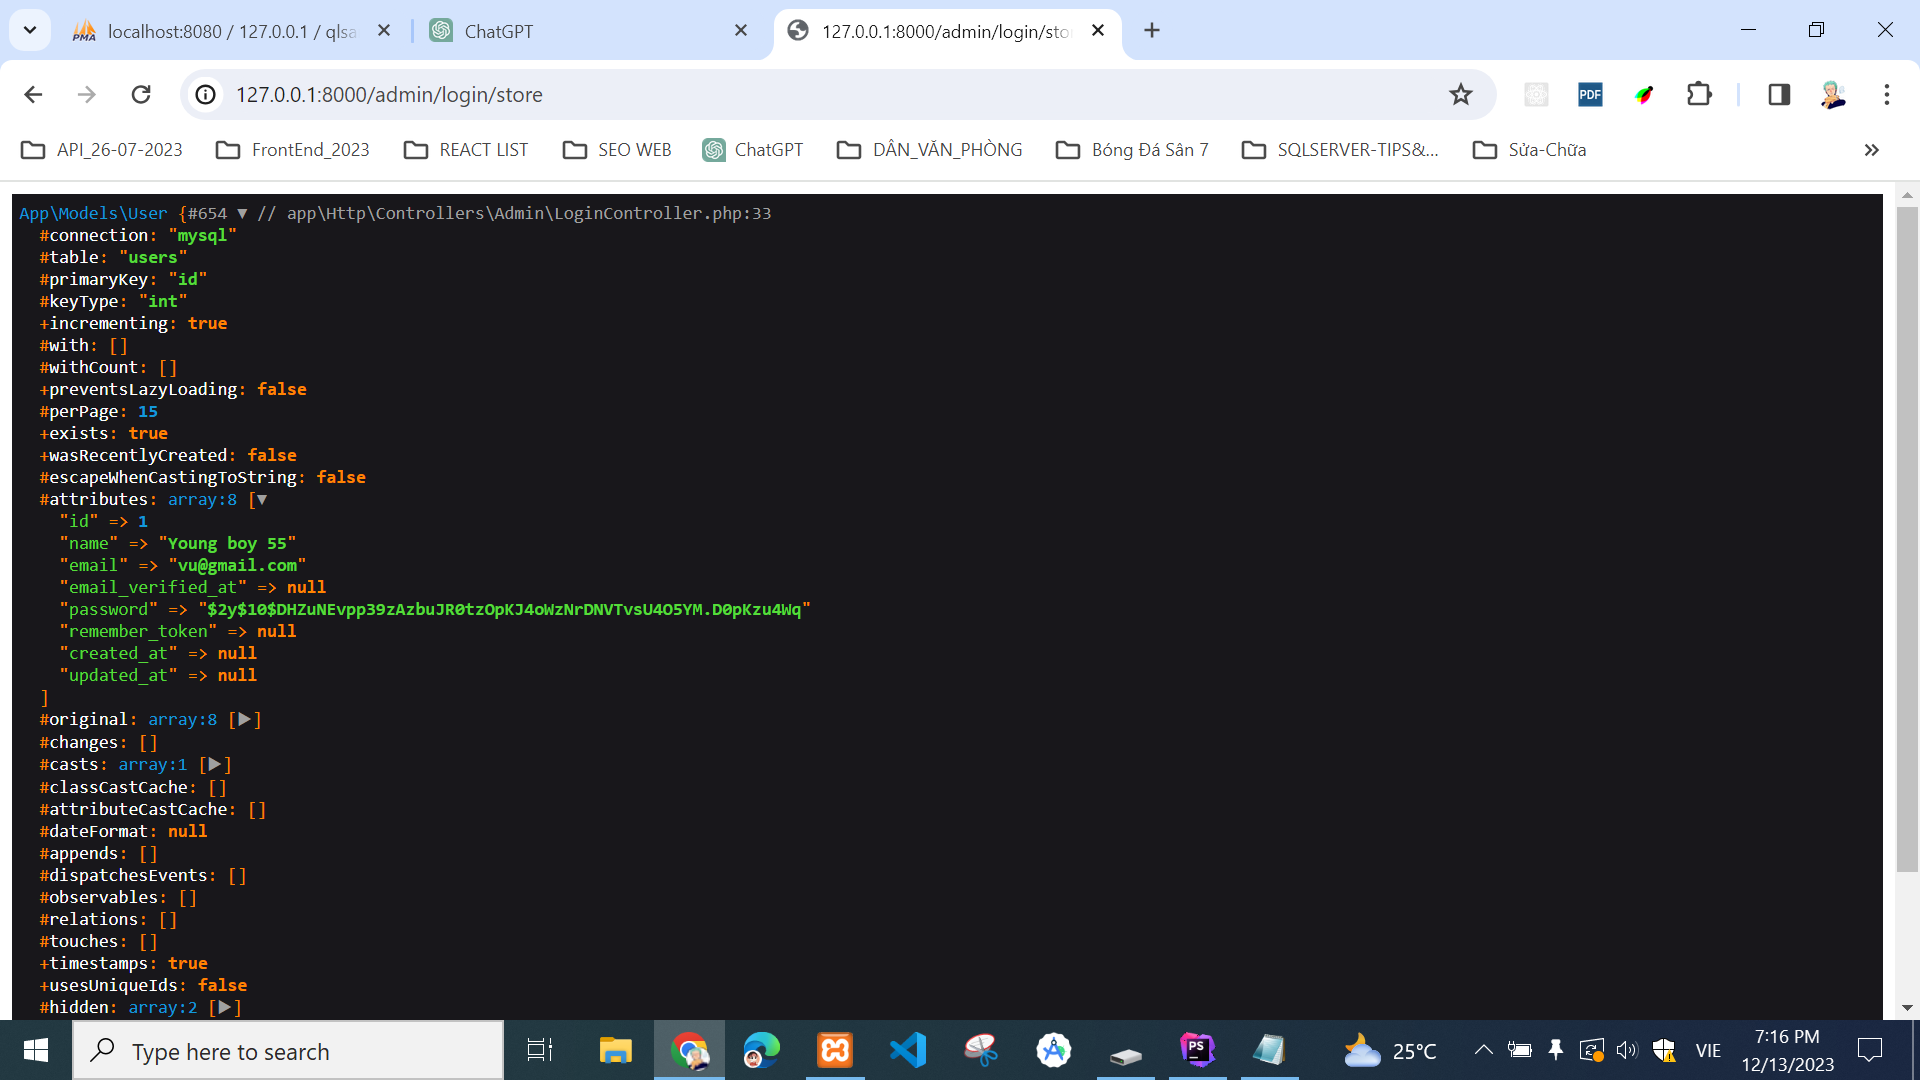 localhost:8080 / 127.0.0.1 / qlsa
ChatGPT
127.0.0.1:8000/admin/login/sto
127.0.0.1:8000/admin/login/store
PDF
API_26-07-2023
FrontEnd_2023
REACT LIST
SEO WEB
ChatGPT
DÂN_VĂN_PHÒNG
Bóng Đá Sân 7
SQLSERVER-TIPS&...
Sửa-Chữa
App\Models\User {#654 ▼ // app\Http\Controllers\Admin\LoginController.php:33
#connection: "mysql"
#table: "users"
#primaryKey: "id"
#keyType: "int"
+incrementing: true
#with: []
#withCount: []
+preventsLazyLoading: false
#perPage: 15
+exists: true
+wasRecentlyCreated: false
#escapeWhenCastingToString: false
#attributes: array:8 [▼
"id" => 1
"name" => "Young boy 55"
"email" => "vu@gmail.com"
"email_verified_at" => null
"password" => "$2y$10$DHZuNEvpp39zAzbuJR0tzOpKJ4oWzNrDNVTvsU4O5YM.D0pKzu4Wq"
"remember_token" => null
"created_at" => null
"updated_at" => null
]
#original: array:8 [▶]
#changes: []
#casts: array:1 [▶]
#classCastCache: []
#attributeCastCache: []
#dateFormat: null
#appends: []
#dispatchesEvents: []
#observables: []
#relations: []
#touches: []
+timestamps: true
+usesUniqueIds: false
#hidden: array:2 [▶]
Type here to search
25°C
VIE
7:16 PM
12/13/2023